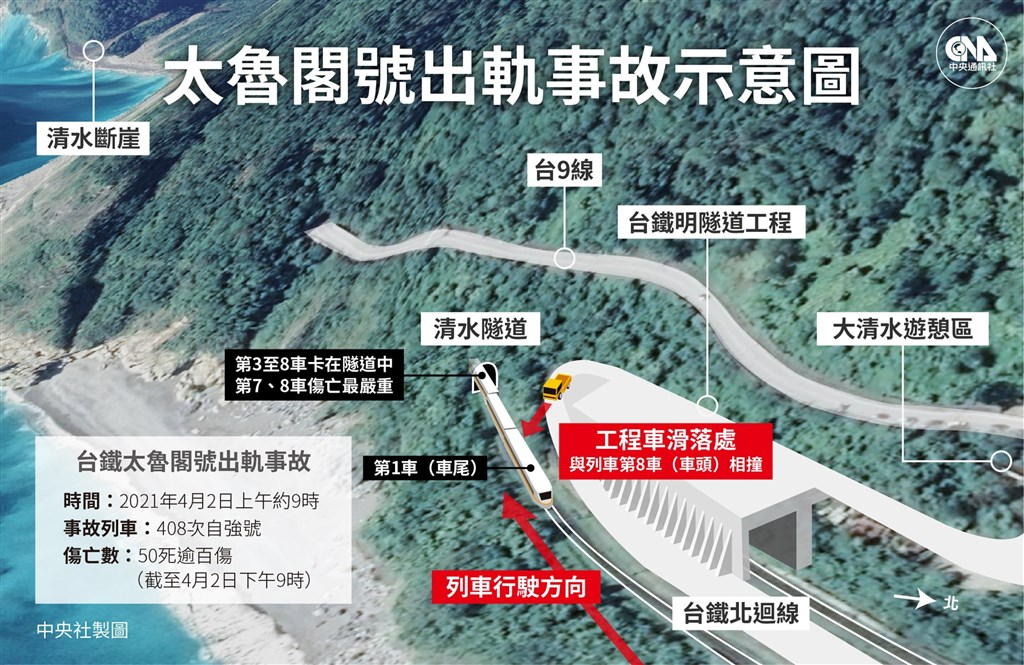 太魯閣號出軌事故示意圖
CNA
中央通訊社
清水斷崖
台9線
台鐵明隧道工程
清水隧道
大清水遊憩區
第3至8車卡在隧道中
第7、8車傷亡最嚴重
工程車滑落處
與列車第8車（車頭）相撞
第1車（車尾）
台鐵太魯閣號出軌事故
時間：2021年4月2日上午約9時
事故列車：408次自強號
傷亡數：50死逾百傷
（截至4月2日下午9時）
列車行駛方向
台鐵北迴線
北
中央社製圖